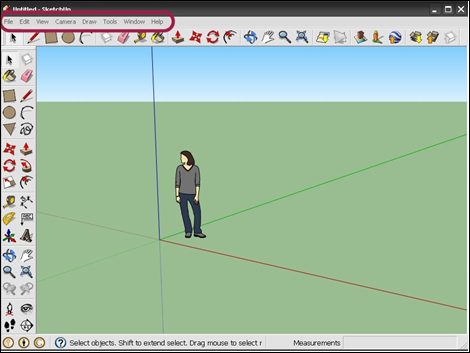 Untitled - SketchUp
File Edit View Camera Draw Tools Window Help
Select objects. Shift to extend select. Drag mouse to select r
Measurements